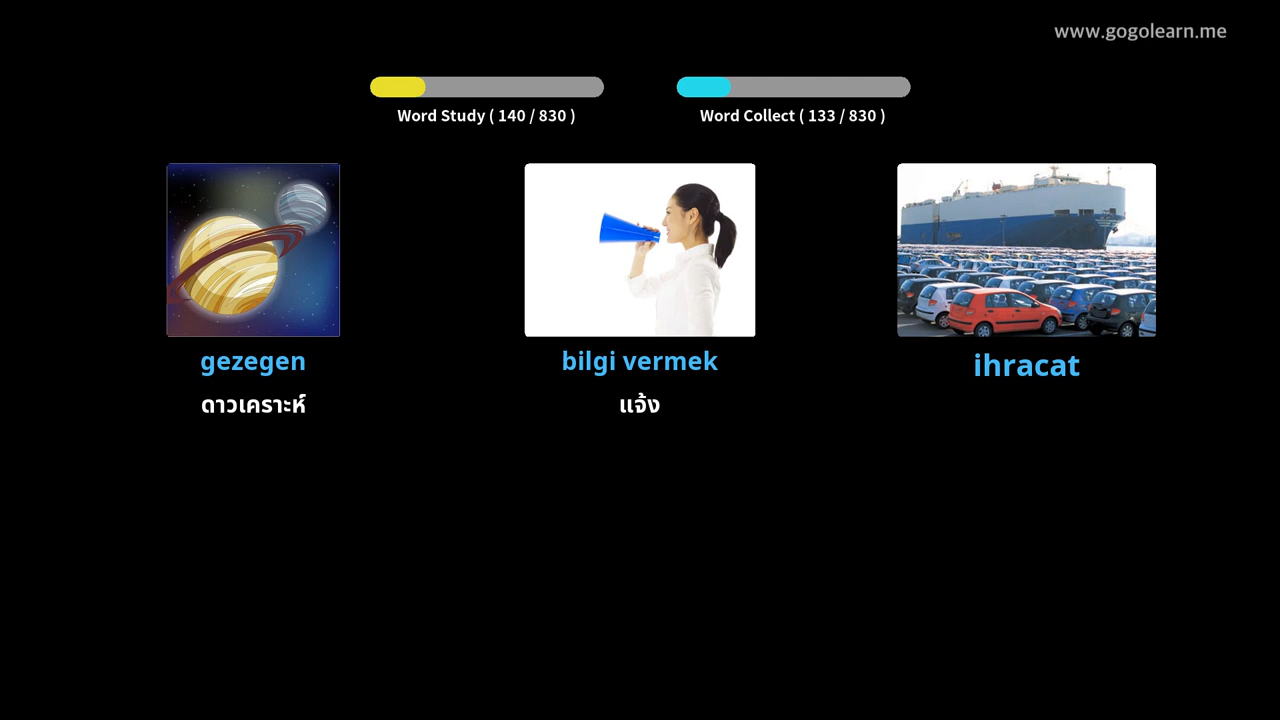 www.gogolearn.me
Word Study ( 140 / 830 )
Word Collect ( 133 / 830 )
gezegen
bilgi vermek
ihracat
ดาวเคราะห์
แจ้ง